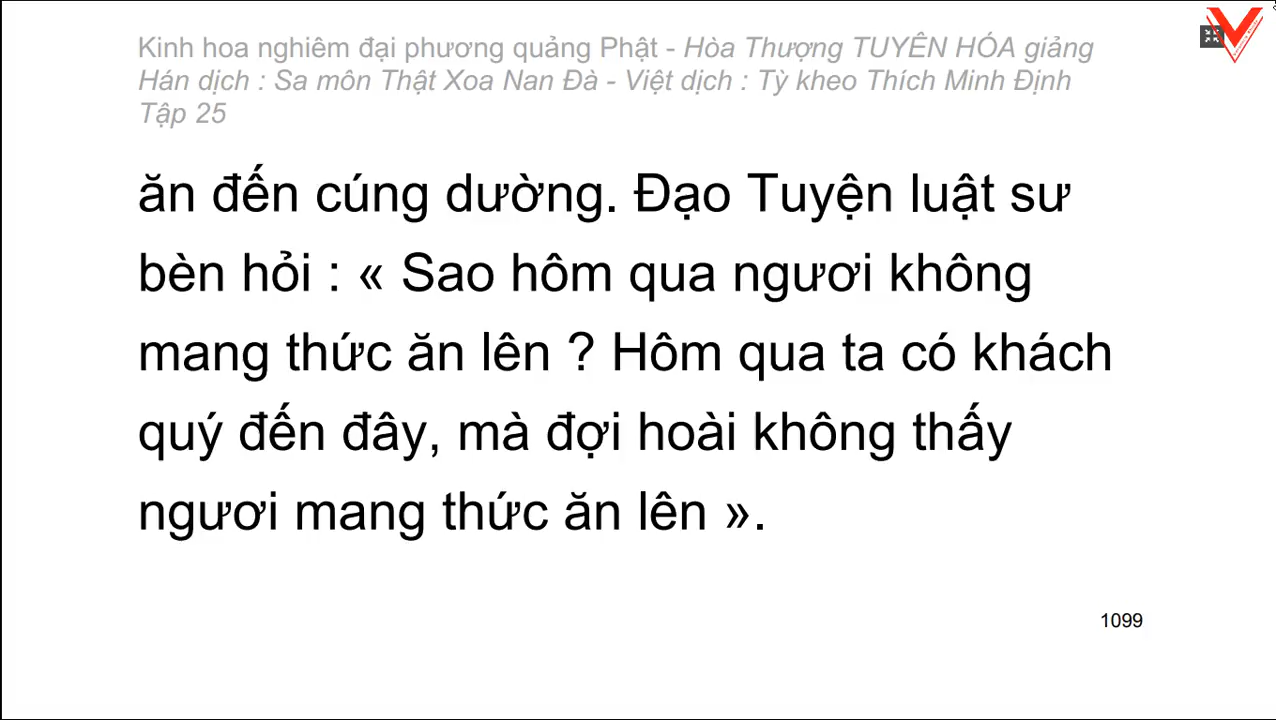 Kinh hoa nghiêm đại phương quảng Phật - Hòa Thượng TUYÊN HÓA giảng
Hán dịch : Sa môn Thật Xoa Nan Đà - Việt dịch : Tỳ kheo Thích Minh Định
Tập 25
ăn đến cúng dường. Đạo Tuyện luật sư
bèn hỏi : « Sao hôm qua ngươi không
mang thức ăn lên ? Hôm qua ta có khách
quý đến đây, mà đợi hoài không thấy
ngươi mang thức ăn lên ».
1099